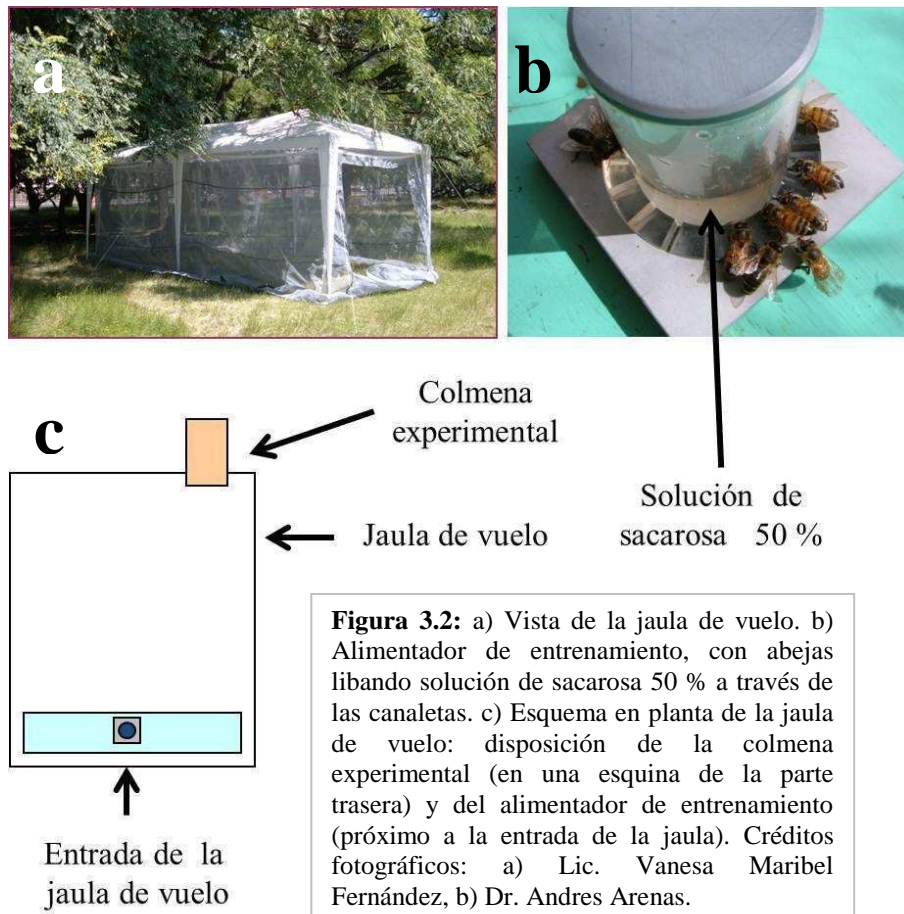 a
b
c
Colmena
experimental
Jaula de vuelo
Solución de
sacarosa 50 %
Entrada de la
jaula de vuelo
Figura 3.2: a) Vista de la jaula de vuelo. b)
Alimentador de entrenamiento, con abejas
libando solución de sacarosa 50 % a través de
las canaletas. c) Esquema en planta de la jaula
de vuelo: disposición de la colmena
experimental (en una esquina de la parte
trasera) y del alimentador de entrenamiento
(próximo a la entrada de la jaula). Créditos
fotográficos: a) Lic. Vanesa Maribel
Fernández, b) Dr. Andres Arenas.